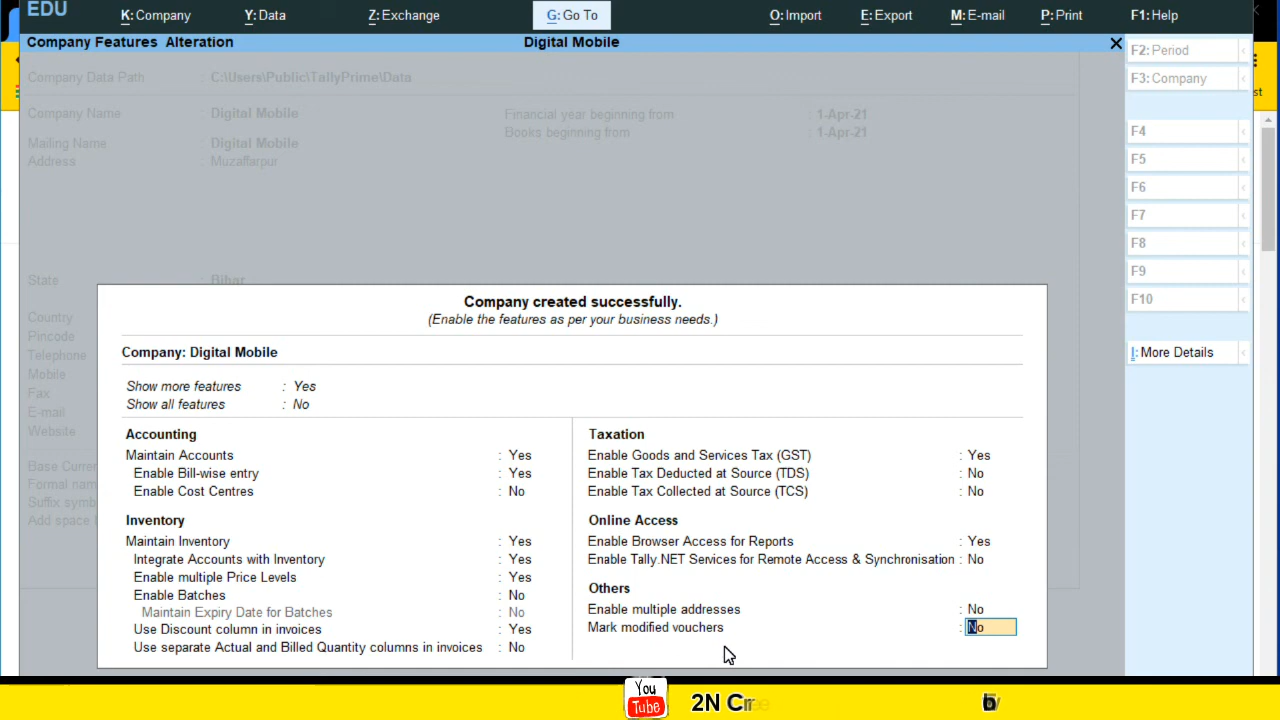 EDU
K: Company Y: Data Z: Exchange G: Go To O: Import E: Export M: E-mail P: Print F1: Help
Company Features Alteration Digital Mobile
F2: Period
F3: Company
F4
F5
F6
F7
F8
F9
F10
I: More Details
Company Data Path : C:\Users\Public\TallyPrime\Data
Company Name : Digital Mobile Financial year beginning from : 1-Apr-21
Books beginning from : 1-Apr-21
Mailing Name : Digital Mobile
Address : Muzaffarpur
State : Bihar
Country
Pincode
Telephone
Mobile
Fax
E-mail
Website
Company created successfully.
(Enable the features as per your business needs.)
Company: Digital Mobile
Show more features : Yes
Show all features : No
Accounting
Maintain Accounts : Yes
Enable Bill-wise entry : Yes
Enable Cost Centres : No
Inventory
Maintain Inventory : Yes
Integrate Accounts with Inventory : Yes
Enable multiple Price Levels : Yes
Enable Batches : No
Maintain Expiry Date for Batches : No
Use Discount column in invoices : Yes
Use separate Actual and Billed Quantity columns in invoices : No
Taxation
Enable Goods and Services Tax (GST) : Yes
Enable Tax Deducted at Source (TDS) : No
Enable Tax Collected at Source (TCS) : No
Online Access
Enable Browser Access for Reports : Yes
Enable Tally.NET Services for Remote Access & Synchronisation : No
Others
Enable multiple addresses : No
Mark modified vouchers : No
You
Tube
2N